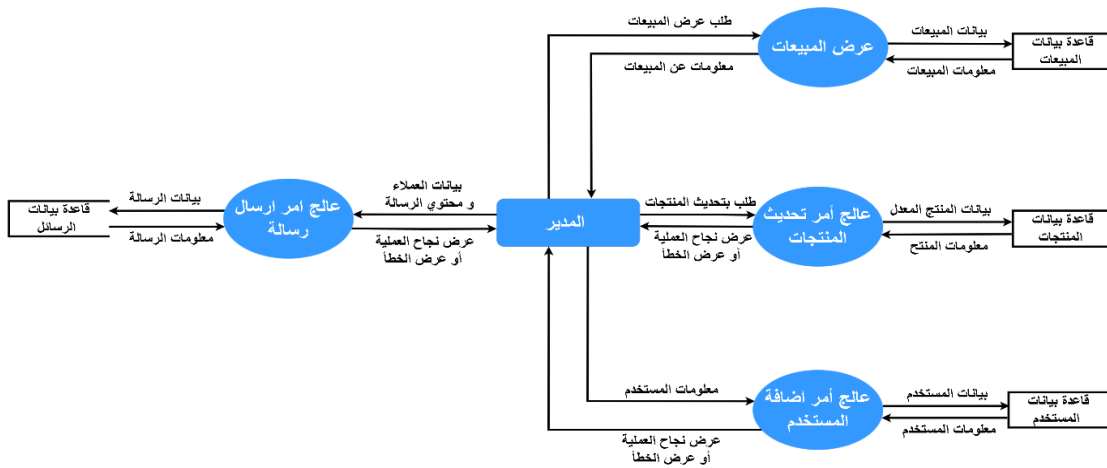 طلب عرض المبيعات
عرض المبيعات
معلومات عن المبيعات
بيانات المبيعات
معلومات المبيعات
قاعدة بيانات
المبيعات
قاعدة بيانات
الرسائل
بيانات الرسالة
معلومات الرسالة
عالج امر ارسال
رسالة
بيانات العملاء
و محتوي الرسالة
عرض نجاح العملية
أو عرض الخطأ
المدير
طلب بتحديث المنتجات
عرض نجاح العملية
أو عرض الخطأ
عالج أمر تحديث
المنتجات
بيانات المنتج المعدل
معلومات المنتح
قاعدة بيانات
المنتجات
معلومات المستخدم
عرض نجاح العملية
أو عرض الخطأ
عالج أمر اضافة
المستخدم
بيانات المستخدم
معلومات المستخدم
قاعدة بيانات
المستخدم